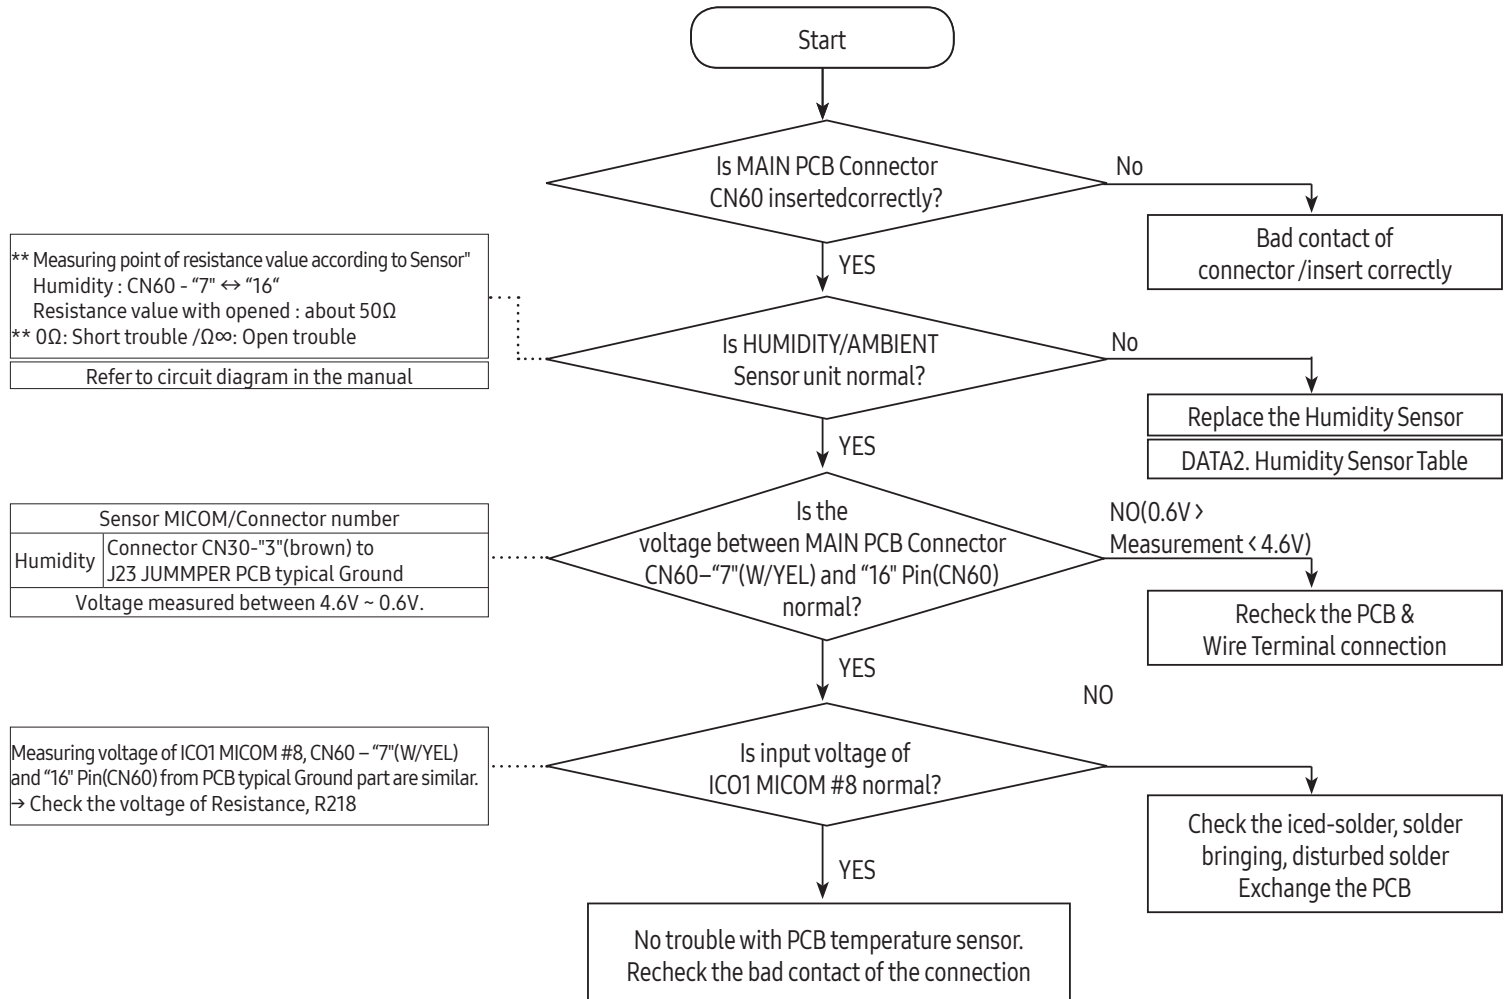 Start
Is MAIN PCB Connector
CN60 insertedcorrectly?
No
Bad contact of
connector /insert correctly
YES
** Measuring point of resistance value according to Sensor"
Humidity : CN60 - “7" ↔ “16“
Resistance value with opened : about 50Ω
** 0Ω: Short trouble /Ω∞: Open trouble
Refer to circuit diagram in the manual
Is HUMIDITY/AMBIENT
Sensor unit normal?
No
Replace the Humidity Sensor
DATA2. Humidity Sensor Table
YES
Sensor MICOM/Connector number
Humidity
Connector CN30-"3"(brown) to
J23 JUMMPER PCB typical Ground
Voltage measured between 4.6V ~ 0.6V.
Is the
voltage between MAIN PCB Connector
CN60–“7"(W/YEL) and “16" Pin(CN60)
normal?
NO(0.6V >
Measurement < 4.6V)
Recheck the PCB &
Wire Terminal connection
YES
NO
Measuring voltage of ICO1 MICOM #8, CN60 – “7"(W/YEL)
and “16" Pin(CN60) from PCB typical Ground part are similar.
→ Check the voltage of Resistance, R218
Is input voltage of
ICO1 MICOM #8 normal?
Check the iced-solder, solder
bringing, disturbed solder
Exchange the PCB
YES
No trouble with PCB temperature sensor.
Recheck the bad contact of the connection